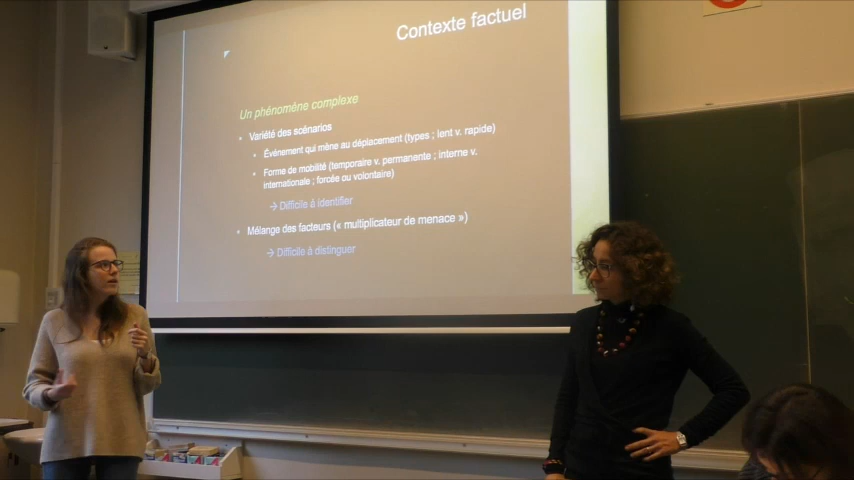 Contexte factuel
Un phénomène complexe
• Variété des scénarios
• Événement qui mène au déplacement (types ; lent v. rapide)
• Forme de mobilité (temporaire v. permanente ; interne v.
internationale ; forcée ou volontaire)
→ Difficile à identifier
• Mélange des facteurs (« multiplicateur de menace »)
→ Difficile à distinguer